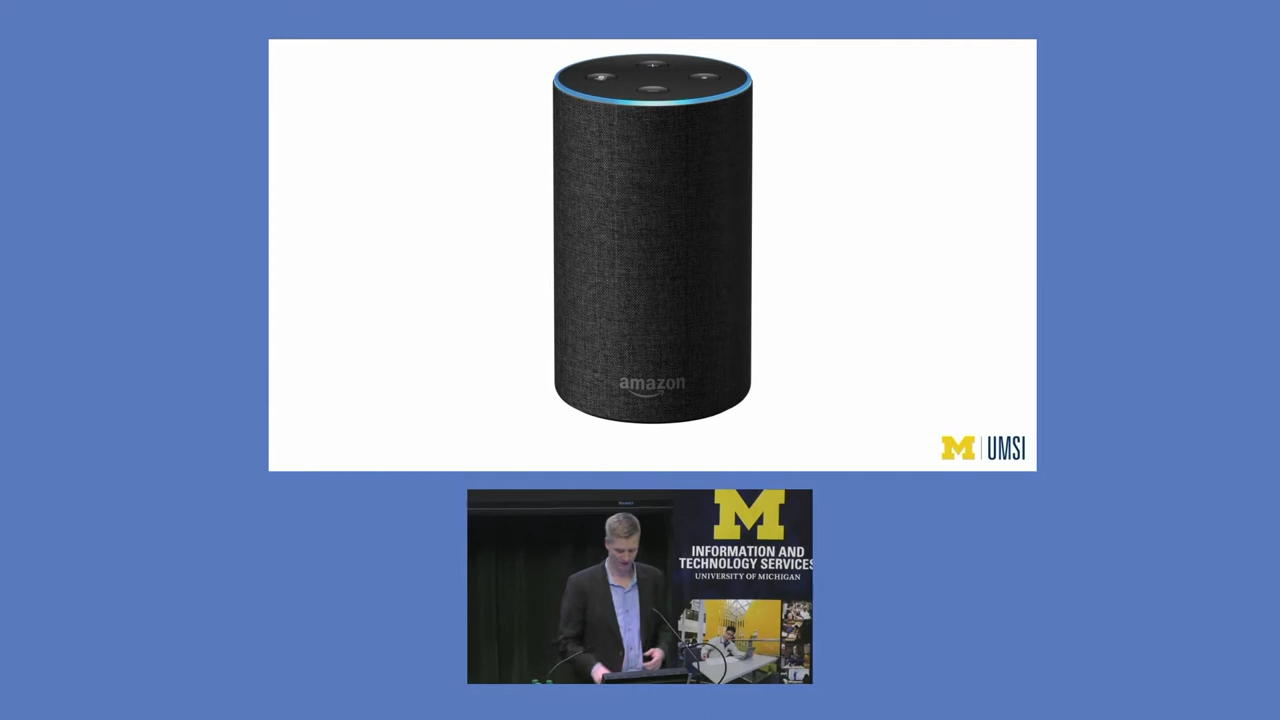 amazon
M | UMSI
M
INFORMATION AND
TECHNOLOGY SERVICES
UNIVERSITY OF MICHIGAN